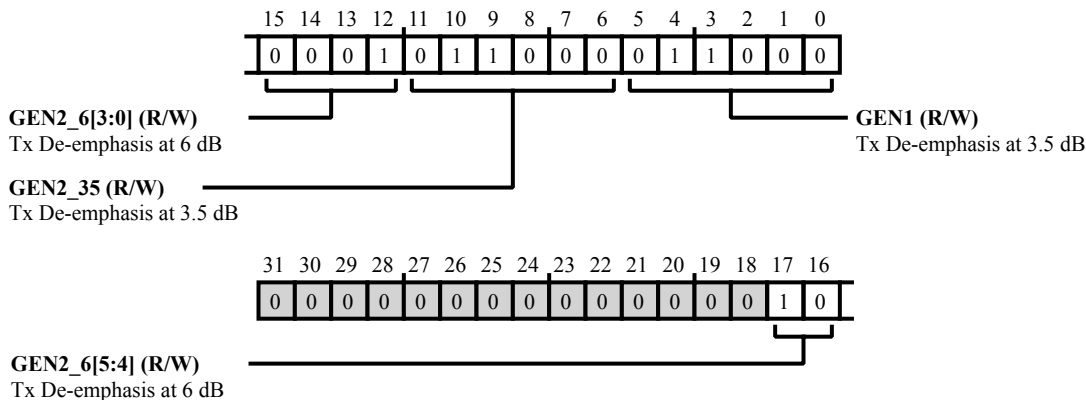 15 14 13 12 11 10 9 8 7 6 5 4 3 2 1 0
0 0 0 1 0 1 1 0 0 0 0 1 1 0 0 0
GEN2_6[3:0] (R/W)
Tx De-emphasis at 6 dB
GEN1 (R/W)
Tx De-emphasis at 3.5 dB
GEN2_35 (R/W)
Tx De-emphasis at 3.5 dB
31 30 29 28 27 26 25 24 23 22 21 20 19 18 17 16
0 0 0 0 0 0 0 0 0 0 0 0 0 0 1 0
GEN2_6[5:4] (R/W)
Tx De-emphasis at 6 dB